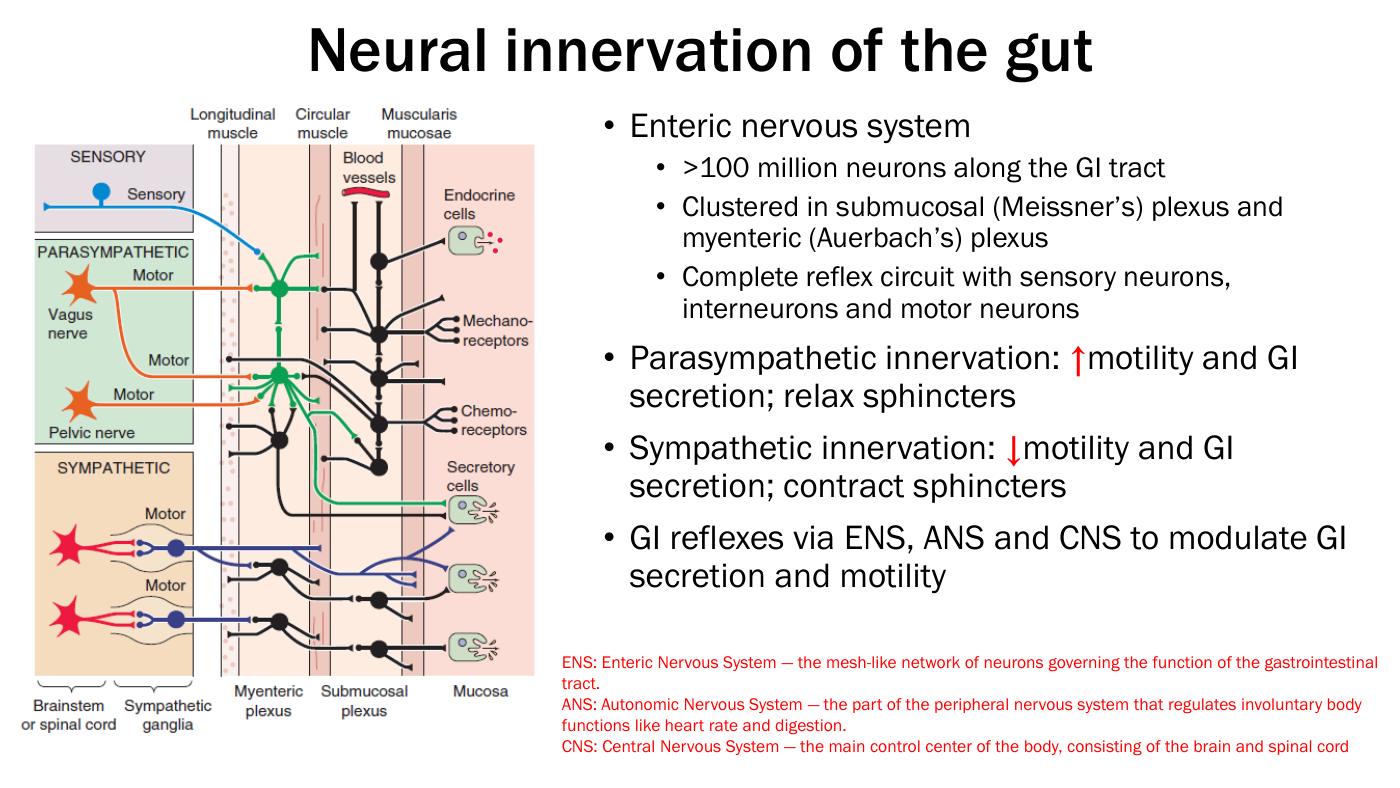 Neural innervation of the gut
Longitudinal
muscle
Circular
muscle
Muscularis
mucosae
SENSORY
Sensory
Blood
vessels
Endocrine
cells
PARASYMPATHETIC
Motor
Vagus
nerve
Mechano-
receptors
Motor
Motor
Pelvic nerve
Chemo-
receptors
SYMPATHETIC
Secretory
cells
Motor
Motor
Brainstem
or spinal cord
Sympathetic
ganglia
Myenteric
plexus
Submucosal
plexus
Mucosa
• Enteric nervous system
• >100 million neurons along the GI tract
• Clustered in submucosal (Meissner's) plexus and
myenteric (Auerbach's) plexus
• Complete reflex circuit with sensory neurons,
interneurons and motor neurons
• Parasympathetic innervation: ↑motility and GI
secretion; relax sphincters
• Sympathetic innervation: ↓motility and GI
secretion; contract sphincters
• GI reflexes via ENS, ANS and CNS to modulate GI
secretion and motility
ENS: Enteric Nervous System — the mesh-like network of neurons governing the function of the gastrointestinal
tract.
ANS: Autonomic Nervous System — the part of the peripheral nervous system that regulates involuntary body
functions like heart rate and digestion.
CNS: Central Nervous System — the main control center of the body, consisting of the brain and spinal cord